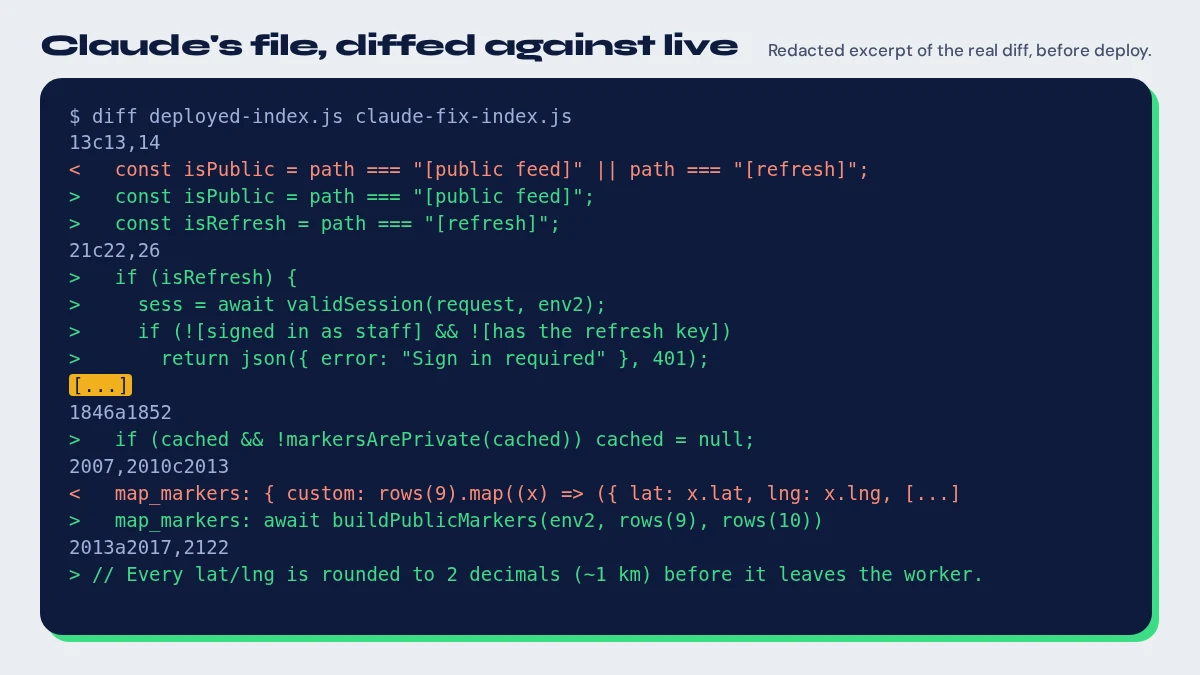 Claude's file, diffed against live
Redacted excerpt of the real diff, before deploy.
$ diff deployed-index.js claude-fix-index.js
13c13,14
<   const isPublic = path === "[public feed]" || path === "[refresh]";
>   const isPublic = path === "[public feed]";
>   const isRefresh = path === "[refresh]";
21c22,26
>   if (isRefresh) {
>     sess = await validSession(request, env2);
>     if (![signed in as staff] && ![has the refresh key])
>       return json({ error: "Sign in required" }, 401);
[...]
1846a1852
>   if (cached && !markersArePrivate(cached)) cached = null;
2007,2010c2013
<   map_markers: { custom: rows(9).map((x) => ({ lat: x.lat, lng: x.lng, [...]
>   map_markers: await buildPublicMarkers(env2, rows(9), rows(10))
2013a2017,2122
> // Every lat/lng is rounded to 2 decimals (~1 km) before it leaves the worker.